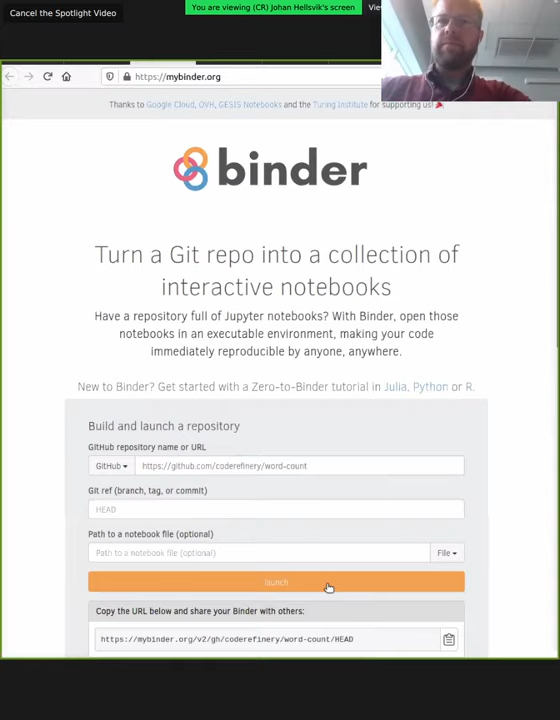 Cancel the Spotlight Video
You are viewing (CR) Johan Hellsvik's screen
https://mybinder.org
Thanks to Google Cloud, OVH, GESIS Notebooks and the Turing Institute for supporting us!
binder
Turn a Git repo into a collection of
interactive notebooks
Have a repository full of Jupyter notebooks? With Binder, open those
notebooks in an executable environment, making your code
immediately reproducible by anyone, anywhere.
New to Binder? Get started with a Zero-to-Binder tutorial in Julia, Python or R.
Build and launch a repository
GitHub repository name or URL
GitHub
https://github.com/coderefinery/word-count
Git ref (branch, tag, or commit)
HEAD
Path to a notebook file (optional)
Path to a notebook file (optional)
File
launch
Copy the URL below and share your Binder with others:
https://mybinder.org/v2/gh/coderefinery/word-count/HEAD